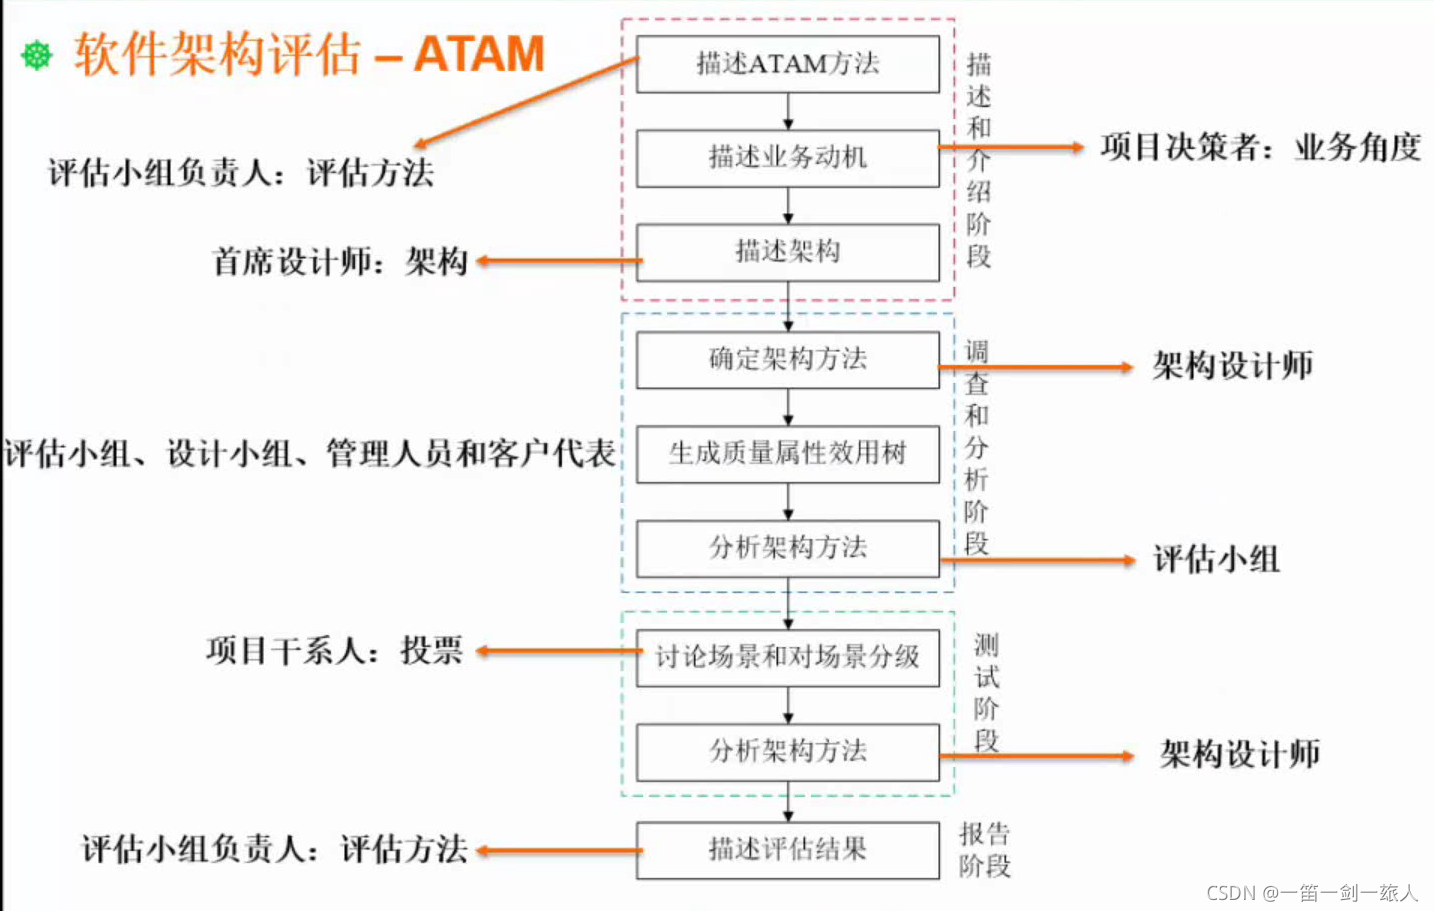 软件架构评估 – ATAM
描述ATAM方法
评估小组负责人：评估方法
描述业务动机
项目决策者：业务角度
描述架构
首席设计师：架构
描述和介绍阶段
确定架构方法
架构设计师
生成质量属性效用树
评估小组、设计小组、管理人员和客户代表
分析架构方法
评估小组
调查和分析阶段
讨论场景和对场景分级
项目干系人：投票
分析架构方法
架构设计师
测试阶段
描述评估结果
评估小组负责人：评估方法
报告
阶段
CSDN @一笛一剑一蓑人